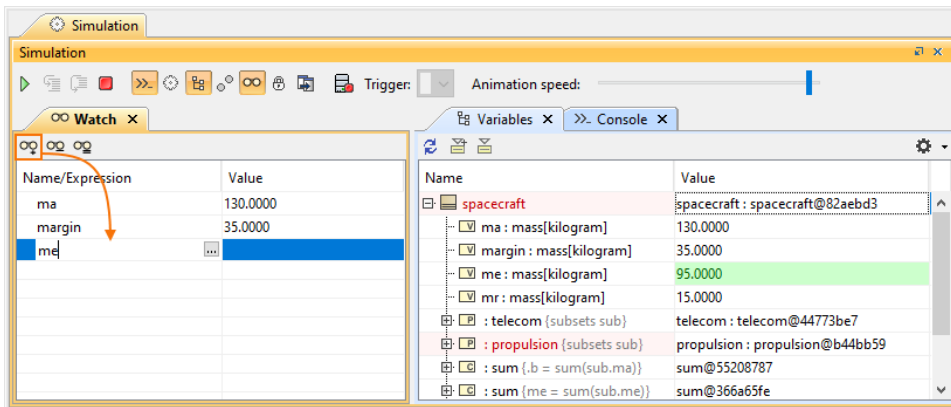 Simulation
Simulation
Trigger: Animation speed:
Watch
Name/Expression Value
ma 130.0000
margin 35.0000
me ...
Variables Console
Name Value
spacecraft spacecraft : spacecraft@82aebd3
V ma : mass[kilogram] 130.0000
V margin : mass[kilogram] 35.0000
V me : mass[kilogram] 95.0000
V mr : mass[kilogram] 15.0000
P : telecom {subsets sub} telecom : telecom@44773be7
P : propulsion {subsets sub} propulsion : propulsion@b44bb59
C : sum {.b = sum(sub.ma)} sum@55208787
C : sum {me = sum(sub.me)} sum@366a65fe